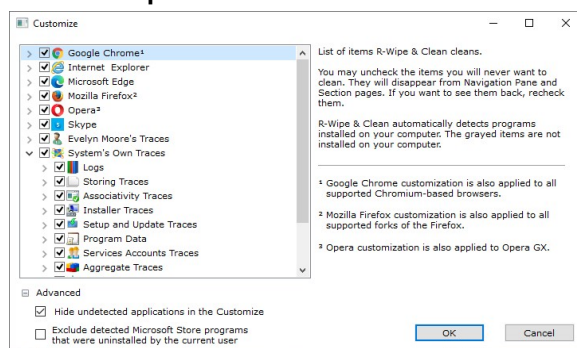 Customize
Google Chrome¹
Internet Explorer
Microsoft Edge
Mozilla Firefox²
Opera³
Skype
Evelyn Moore's Traces
System's Own Traces
Logs
Storing Traces
Associativity Traces
Installer Traces
Setup and Update Traces
Program Data
Services Accounts Traces
Aggregate Traces
List of items R-Wipe & Clean cleans.
You may uncheck the items you will never want to
clean. They will disappear from Navigation Pane and
Section pages. If you want to see them back, recheck
them.
R-Wipe & Clean automatically detects programs
installed on your computer. The grayed items are not
installed on your computer.
¹ Google Chrome customization is also applied to all
supported Chromium-based browsers.
² Mozilla Firefox customization is also applied to all
supported forks of the Firefox.
³ Opera customization is also applied to Opera GX.
Advanced
Hide undetected applications in the Customize
Exclude detected Microsoft Store programs
that were uninstalled by the current user
OK
Cancel